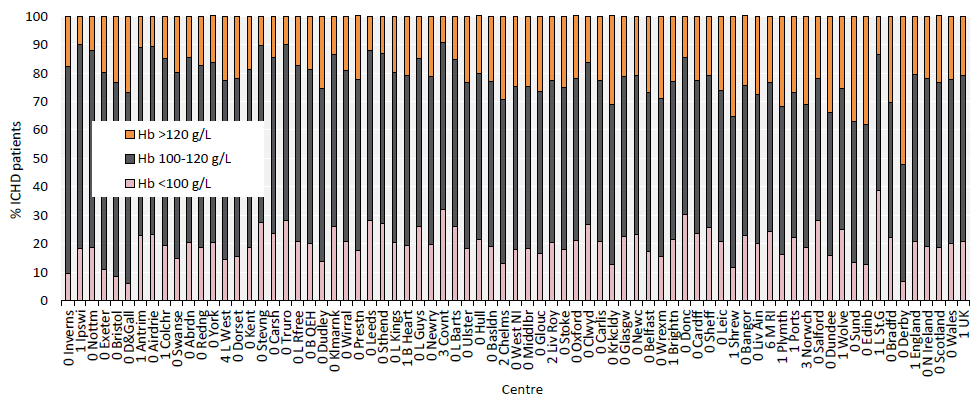 100
90
80
70
60
50
40
30
20
10
0
% ICHD patients
Hb >120 g/L
Hb 100-120 g/L
Hb <100 g/L
0 Inverns
1 Ipswi
0 Nottm
0 Exeter
0 Bristol
0 D&Gall
1 Antrim
0 Airdrie
1 Colchr
0 Swanse
0 Abrdn
0 Redng
0 York
4 L West
0 Dorset
0 Kent
0 Stevng
0 Carsh
0 Truro
0 L Rfree
0 B QEH
0 Dudley
0 Klmarnk
0 Wirral
0 Prestn
0 Leeds
0 Sthend
0 L Kings
1 B Heart
0 L Guys
0 Newry
3 Covnt
0 L Barts
0 Ulster
0 Hull
0 Basldn
2 Chelms
0 West NI
0 Middlbr
0 Glouc
2 Liv Roy
0 Stoke
0 Oxford
0 Clwyd
0 Carlis
0 Krkcldy
0 Glasgw
0 Newc
0 Belfast
0 Wrexm
1 Brightn
0 Donc
0 Cardff
0 Sheff
0 Leic
1 Shrew
0 Bangor
0 Liv Ain
6 M RI
1 Plymth
1 Ports
3 Norwch
0 Salford
0 Dundee
1 Wolve
0 Sund
0 Edinb
1 L St.G
0 Bradfd
0 Derby
1 England
0 N Ireland
0 Scotland
0 Wales
1 UK
Centre